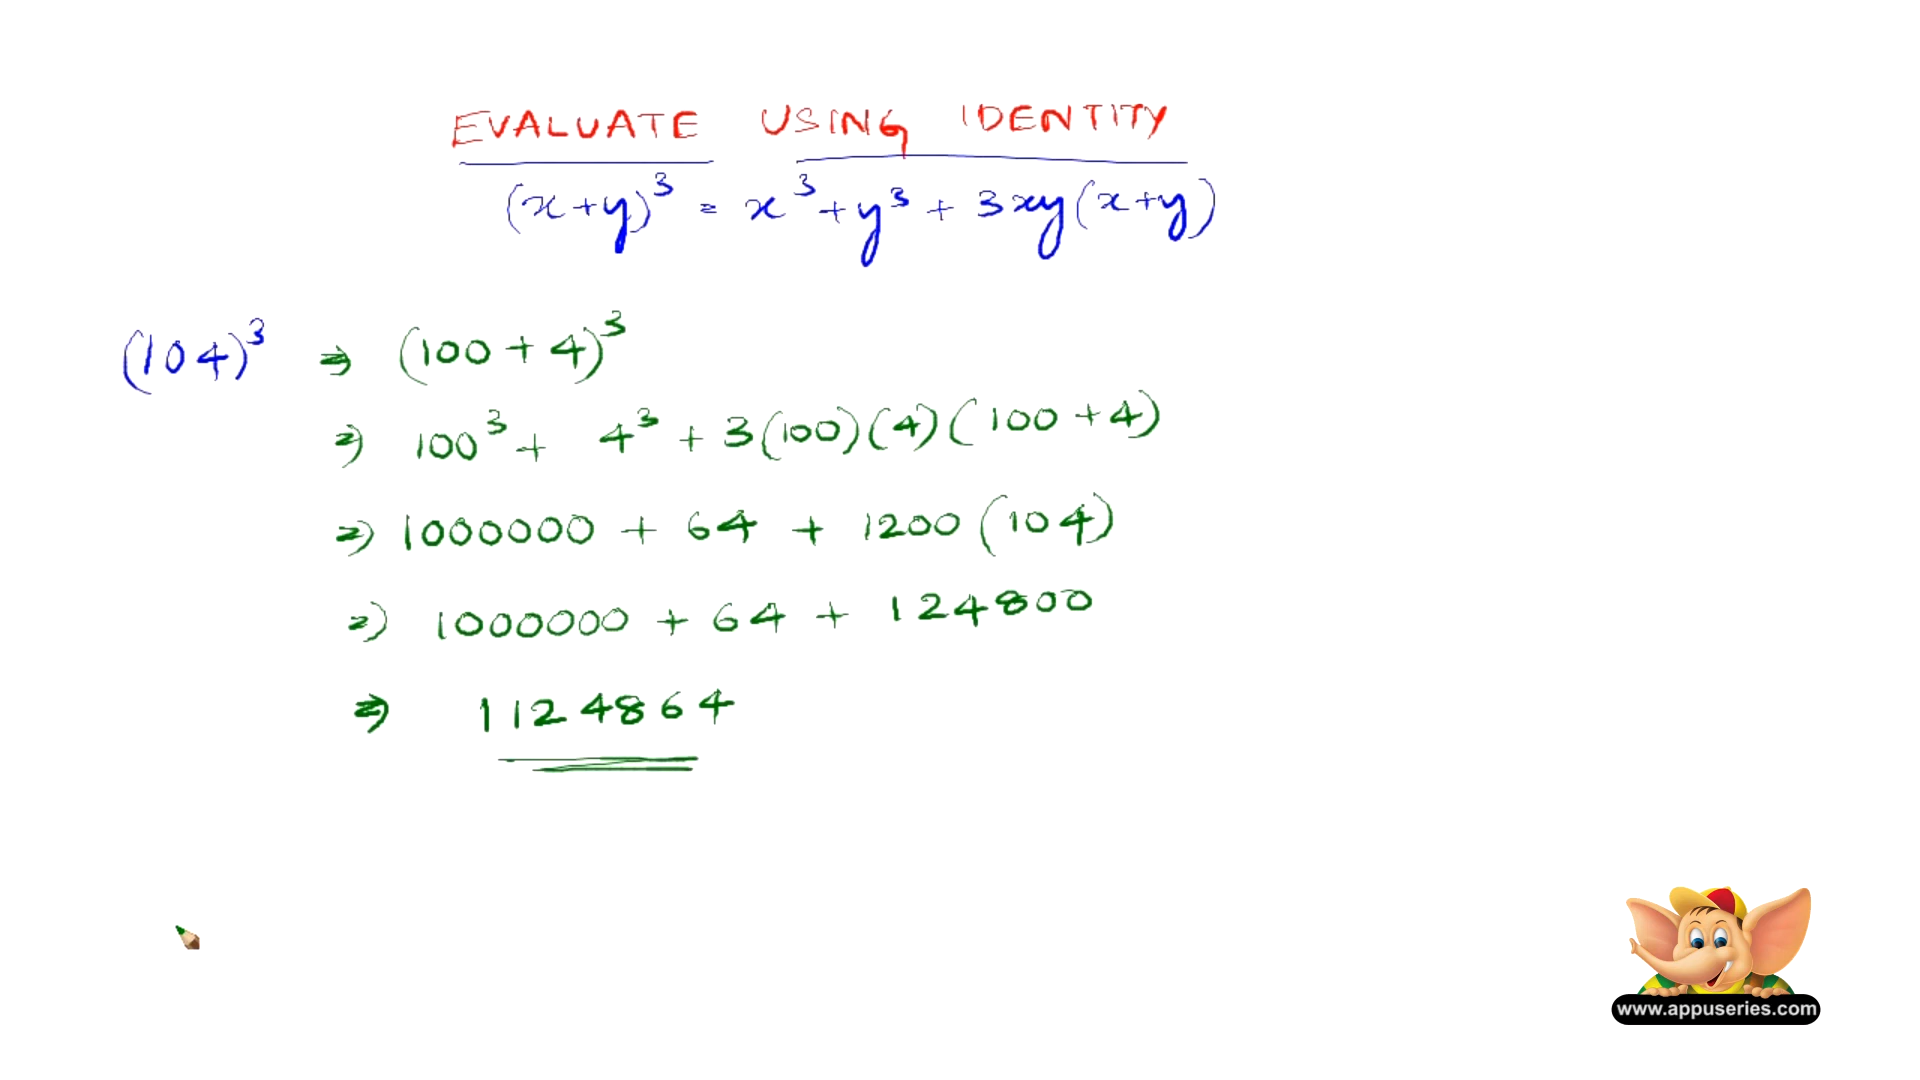 EVALUATE USING IDENTITY
(x+y)³ = x³+y³ + 3xy(x+y)
(104)³ ⇒ (100 + 4)³
⇒ 100³ + 4³ + 3(100)(4)(100 + 4)
⇒ 1000000 + 64 + 1200 (104)
⇒ 1000000 + 64 + 124800
⇒ 1124864
www.appuseries.com